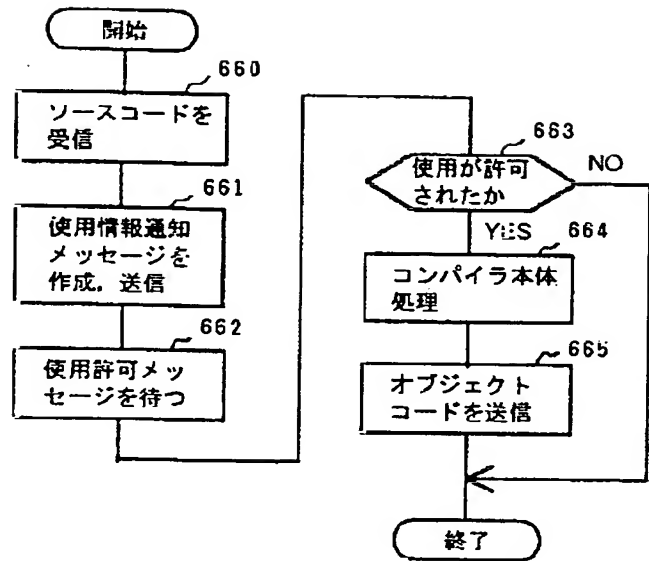 開始
660
ソースコードを
受信
661
使用情報通知
メッセージを
作成,送信
662
使用許可メッ
セージを待つ
663
使用が許可
されたか
NO
YES
664
コンパイラ本体
処理
665
オブジェクト
コードを送信
終了